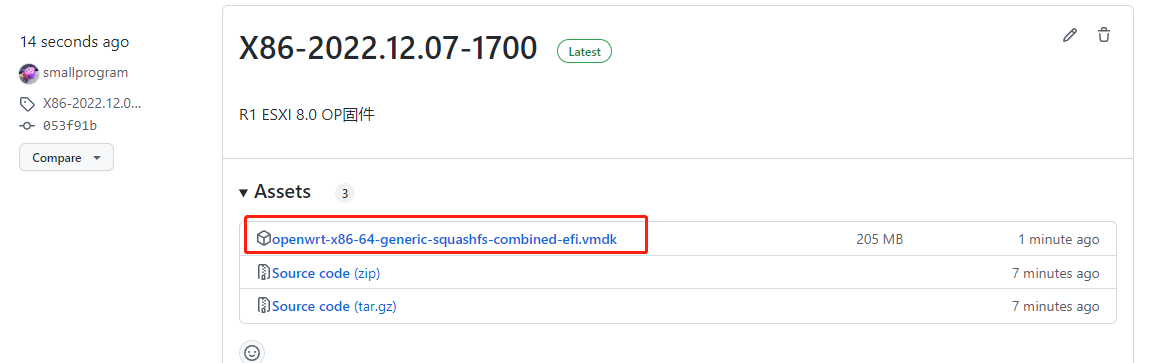 14 seconds ago
smallprogram
X86-2022.12.0...
053f91b
Compare
X86-2022.12.07-1700
Latest
R1 ESXI 8.0 OP固件
Assets 3
openwrt-x86-64-generic-squashfs-combined-efi.vmdk 205 MB 1 minute ago
Source code (zip) 7 minutes ago
Source code (tar.gz) 7 minutes ago